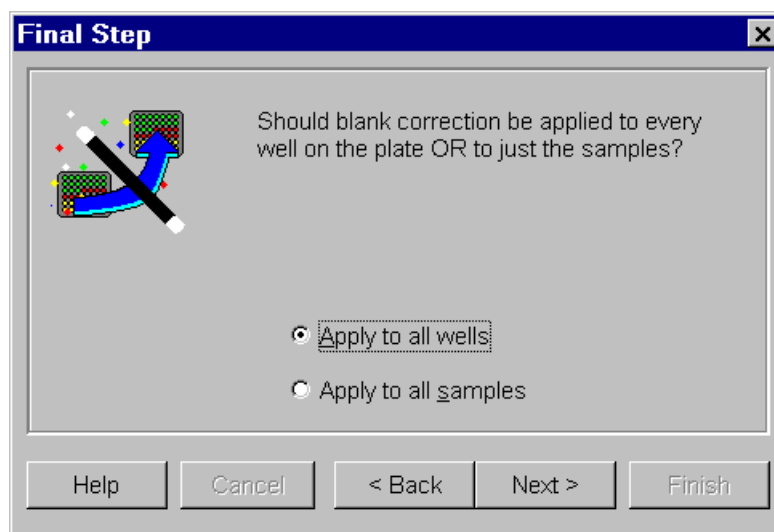 Final Step
Should blank correction be applied to every
well on the plate OR to just the samples?
Apply to all wells
Apply to all samples
Help
Cancel
< Back
Next >
Finish